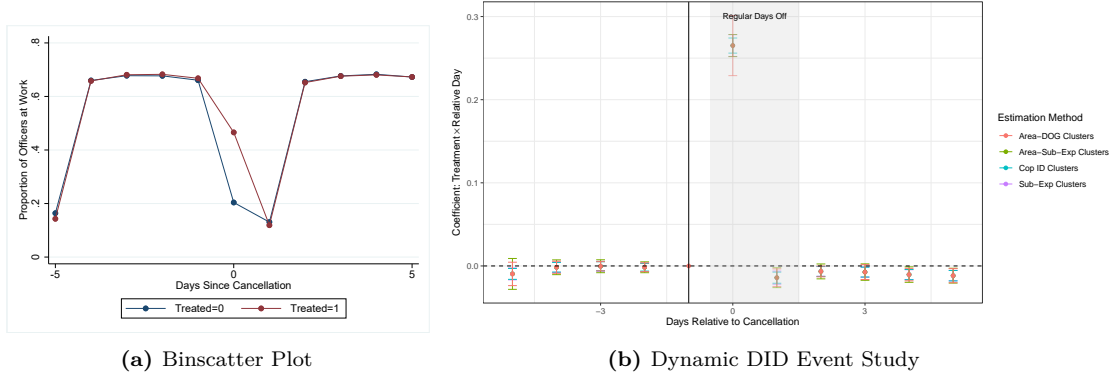 Proportion of Officers at Work
.8
.6
.4
.2
0
-5
0
5
Days Since Cancellation
Treated=0
Treated=1
(a) Binscatter Plot
Regular Days Off
Coefficient: Treatment×Relative Day
0.3
0.2
0.1
0.0
−3
0
3
Days Relative to Cancellation
Estimation Method
Area−DOG Clusters
Area−Sub−Exp Clusters
Cop ID Clusters
Sub−Exp Clusters
(b) Dynamic DID Event Study